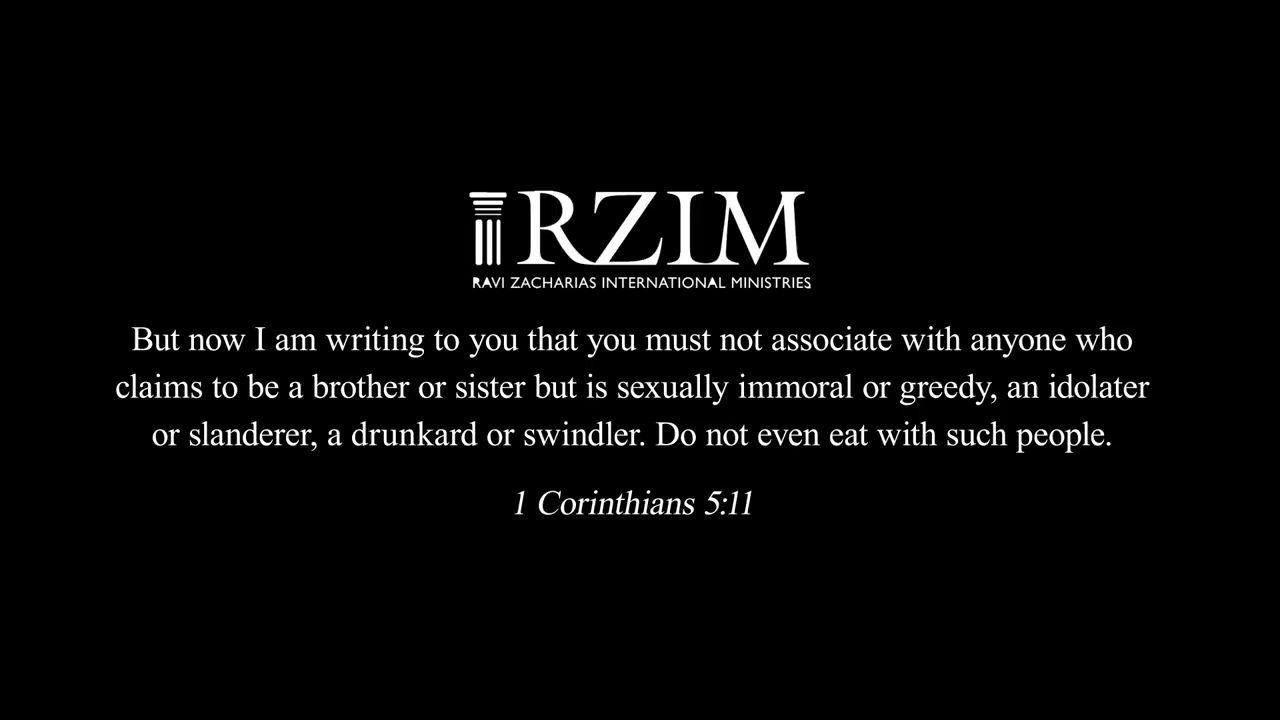 RZIM
RAVI ZACHARIAS INTERNATIONAL MINISTRIES
But now I am writing to you that you must not associate with anyone who
claims to be a brother or sister but is sexually immoral or greedy, an idolater
or slanderer, a drunkard or swindler. Do not even eat with such people.
1 Corinthians 5:11